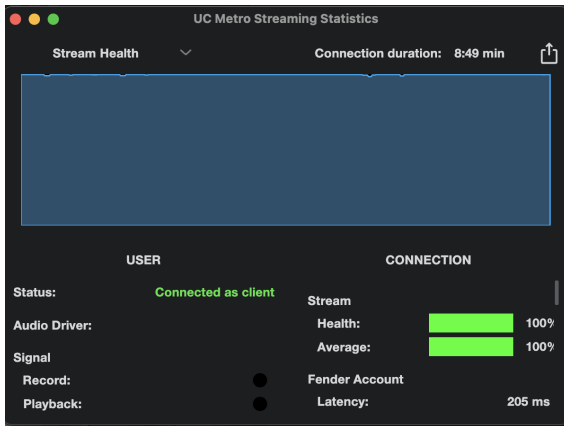 UC Metro Streaming Statistics
Stream Health
Connection duration: 8:49 min
USER
Status: Connected as client
Audio Driver:
Signal
Record:
Playback:
CONNECTION
Stream
Health: 100%
Average: 100%
Fender Account
Latency: 205 ms